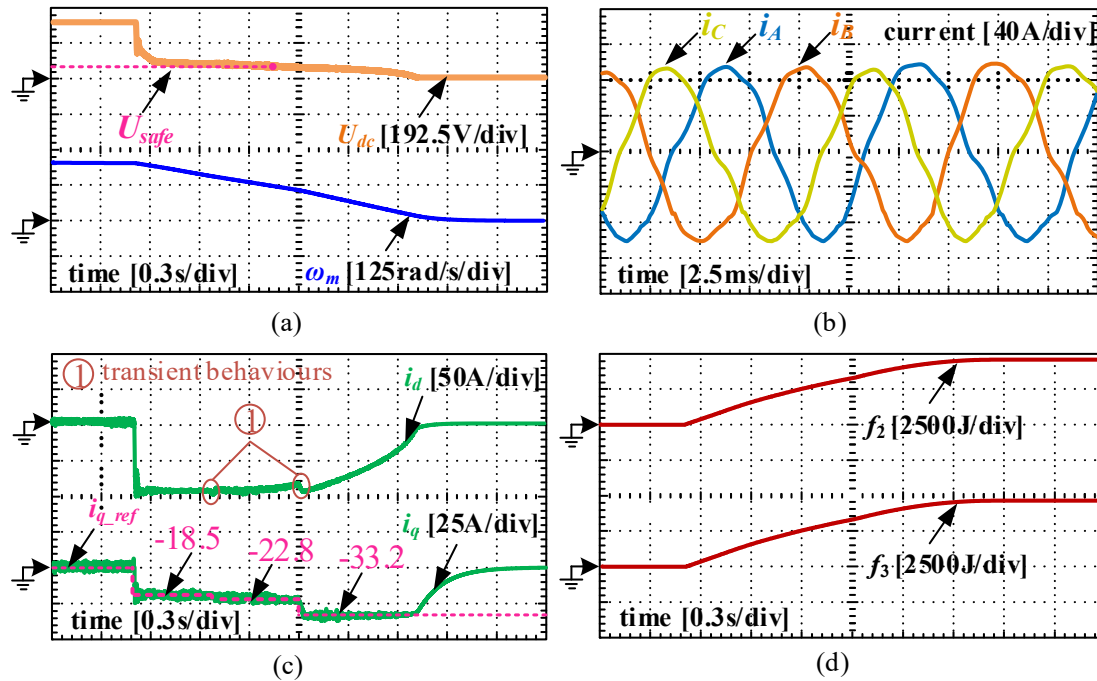 U_safe
U_dc [192.5V/div]
time [0.3s/div]
ω_m [125rad/s/div]
(a)
i_C i_A i_B current [40A/div]
time [2.5ms/div]
(b)
① transient behaviours
i_d [50A/div]
①
i_q_ref
-18.5
-22.8
-33.2
i_q [25A/div]
time [0.3s/div]
(c)
f_2 [2500J/div]
f_3 [2500J/div]
time [0.3s/div]
(d)